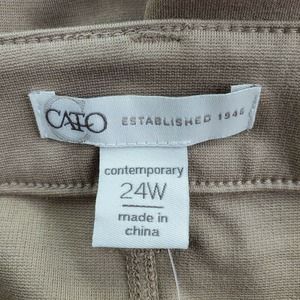 CATO ESTABLISHED 1946
contemporary
24W
made in
china